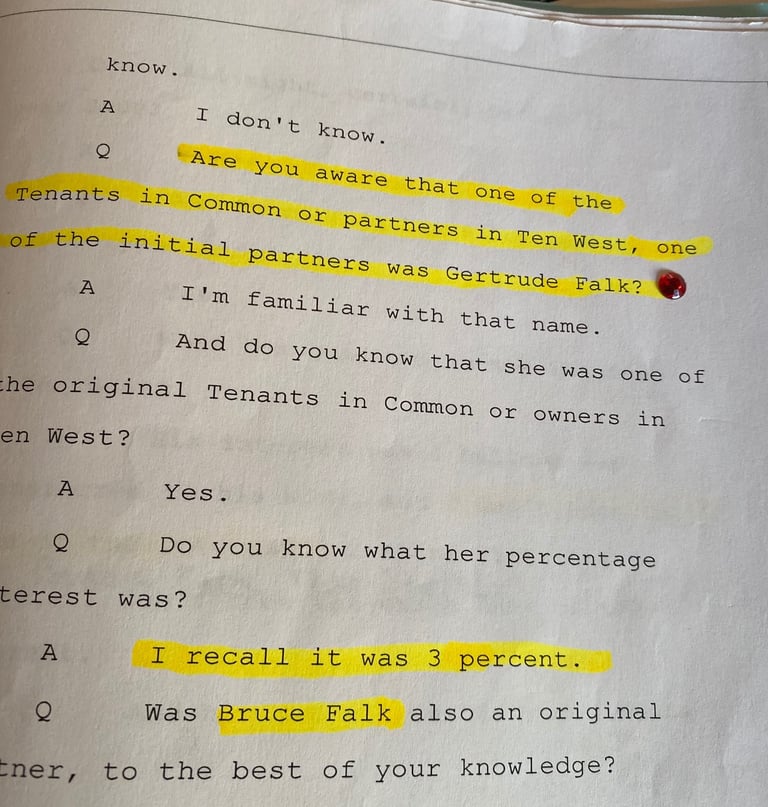 know.
A I don't know.
Q Are you aware that one of the
Tenants in Common or partners in Ten West, one
of the initial partners was Gertrude Falk?
A I'm familiar with that name.
Q And do you know that she was one of
the original Tenants in Common or owners in
en West?
A Yes.
Q Do you know what her percentage
terest was?
A I recall it was 3 percent.
Q Was Bruce Falk also an original
tner, to the best of your knowledge?